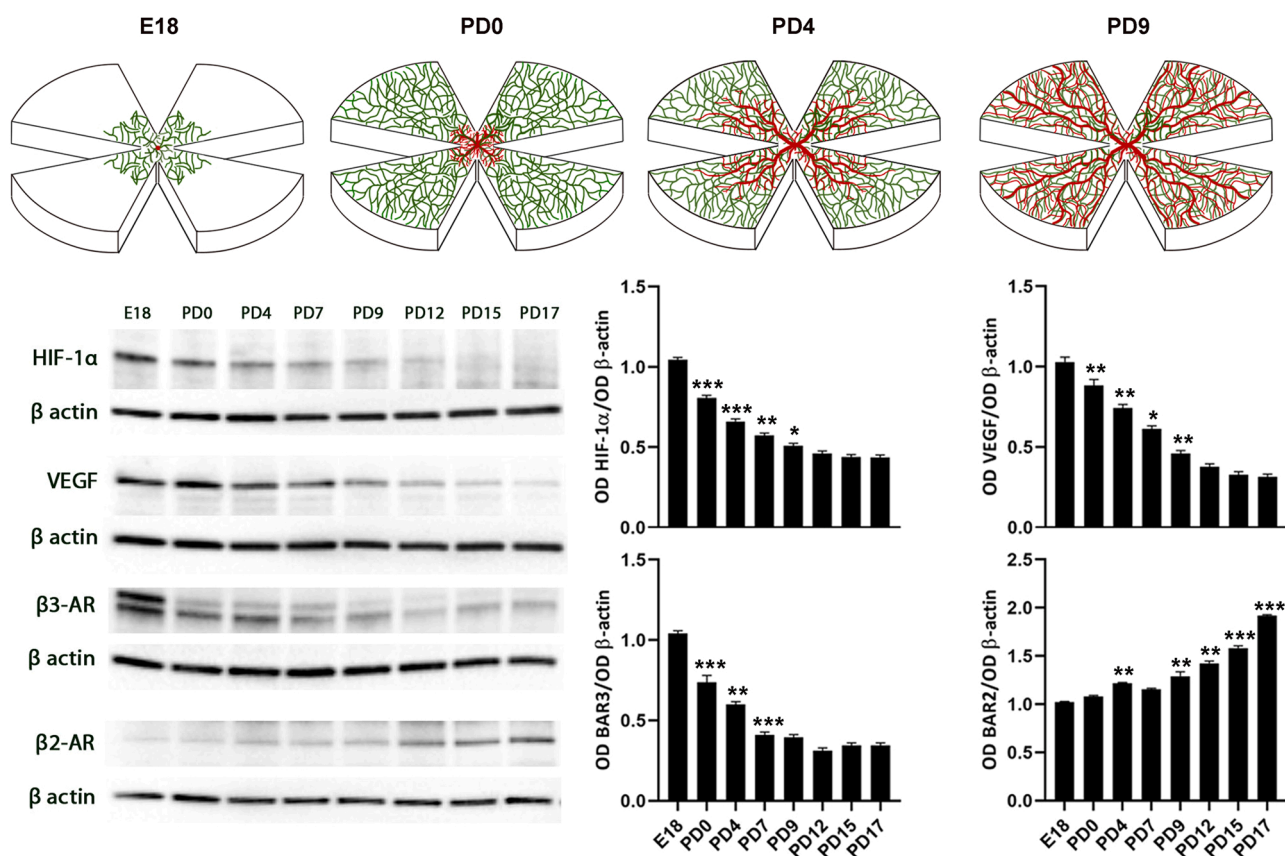 E18 PD0 PD4 PD9
E18 PD0 PD4 PD7 PD9 PD12 PD15 PD17
HIF-1α
β actin
VEGF
β actin
β3-AR
β actin
β2-AR
β actin
OD HIF-1α/OD β-actin
1.5
1.0
0.5
0.0
***
***
**
*
OD VEGF/OD β-actin
1.5
1.0
0.5
0.0
**
**
*
**
OD BAR3/OD β-actin
1.5
1.0
0.5
0.0
***
**
***
E18 PD0 PD4 PD7 PD9 PD12 PD15 PD17
OD BAR2/OD β-actin
2.5
2.0
1.5
1.0
0.5
0.0
**
**
**
***
***
E18 PD0 PD4 PD7 PD9 PD12 PD15 PD17